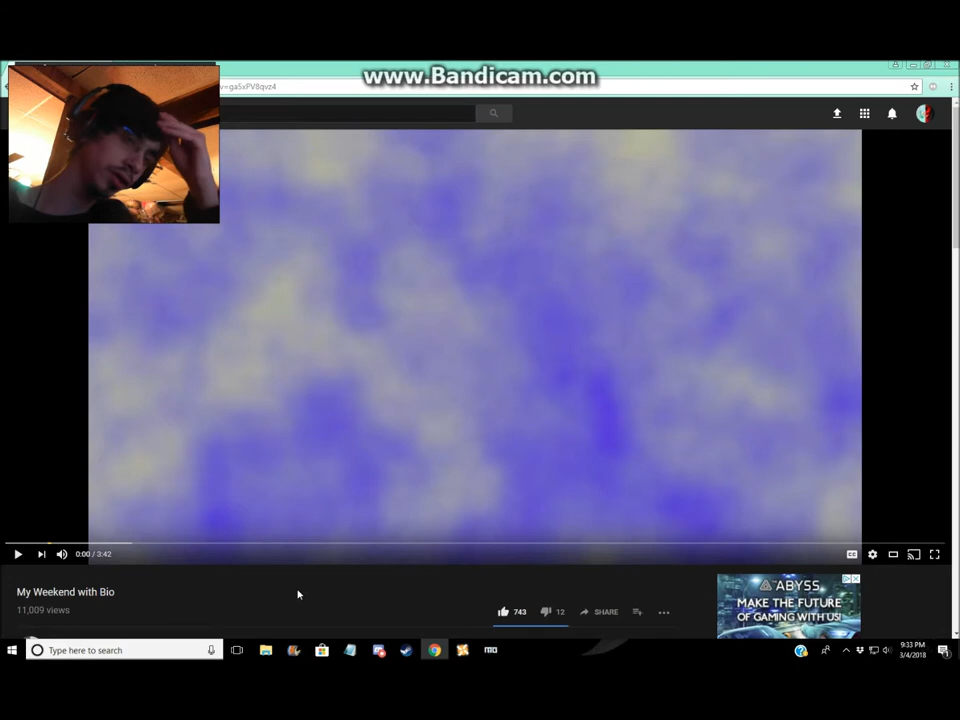 www.Bandicam.com
v=ga5xPV8qvz4
0:00 / 3:42
My Weekend with Bio
11,009 views
743
12
SHARE
ABYSS
MAKE THE FUTURE
OF GAMING WITH US!
Type here to search
9:33 PM
3/4/2018